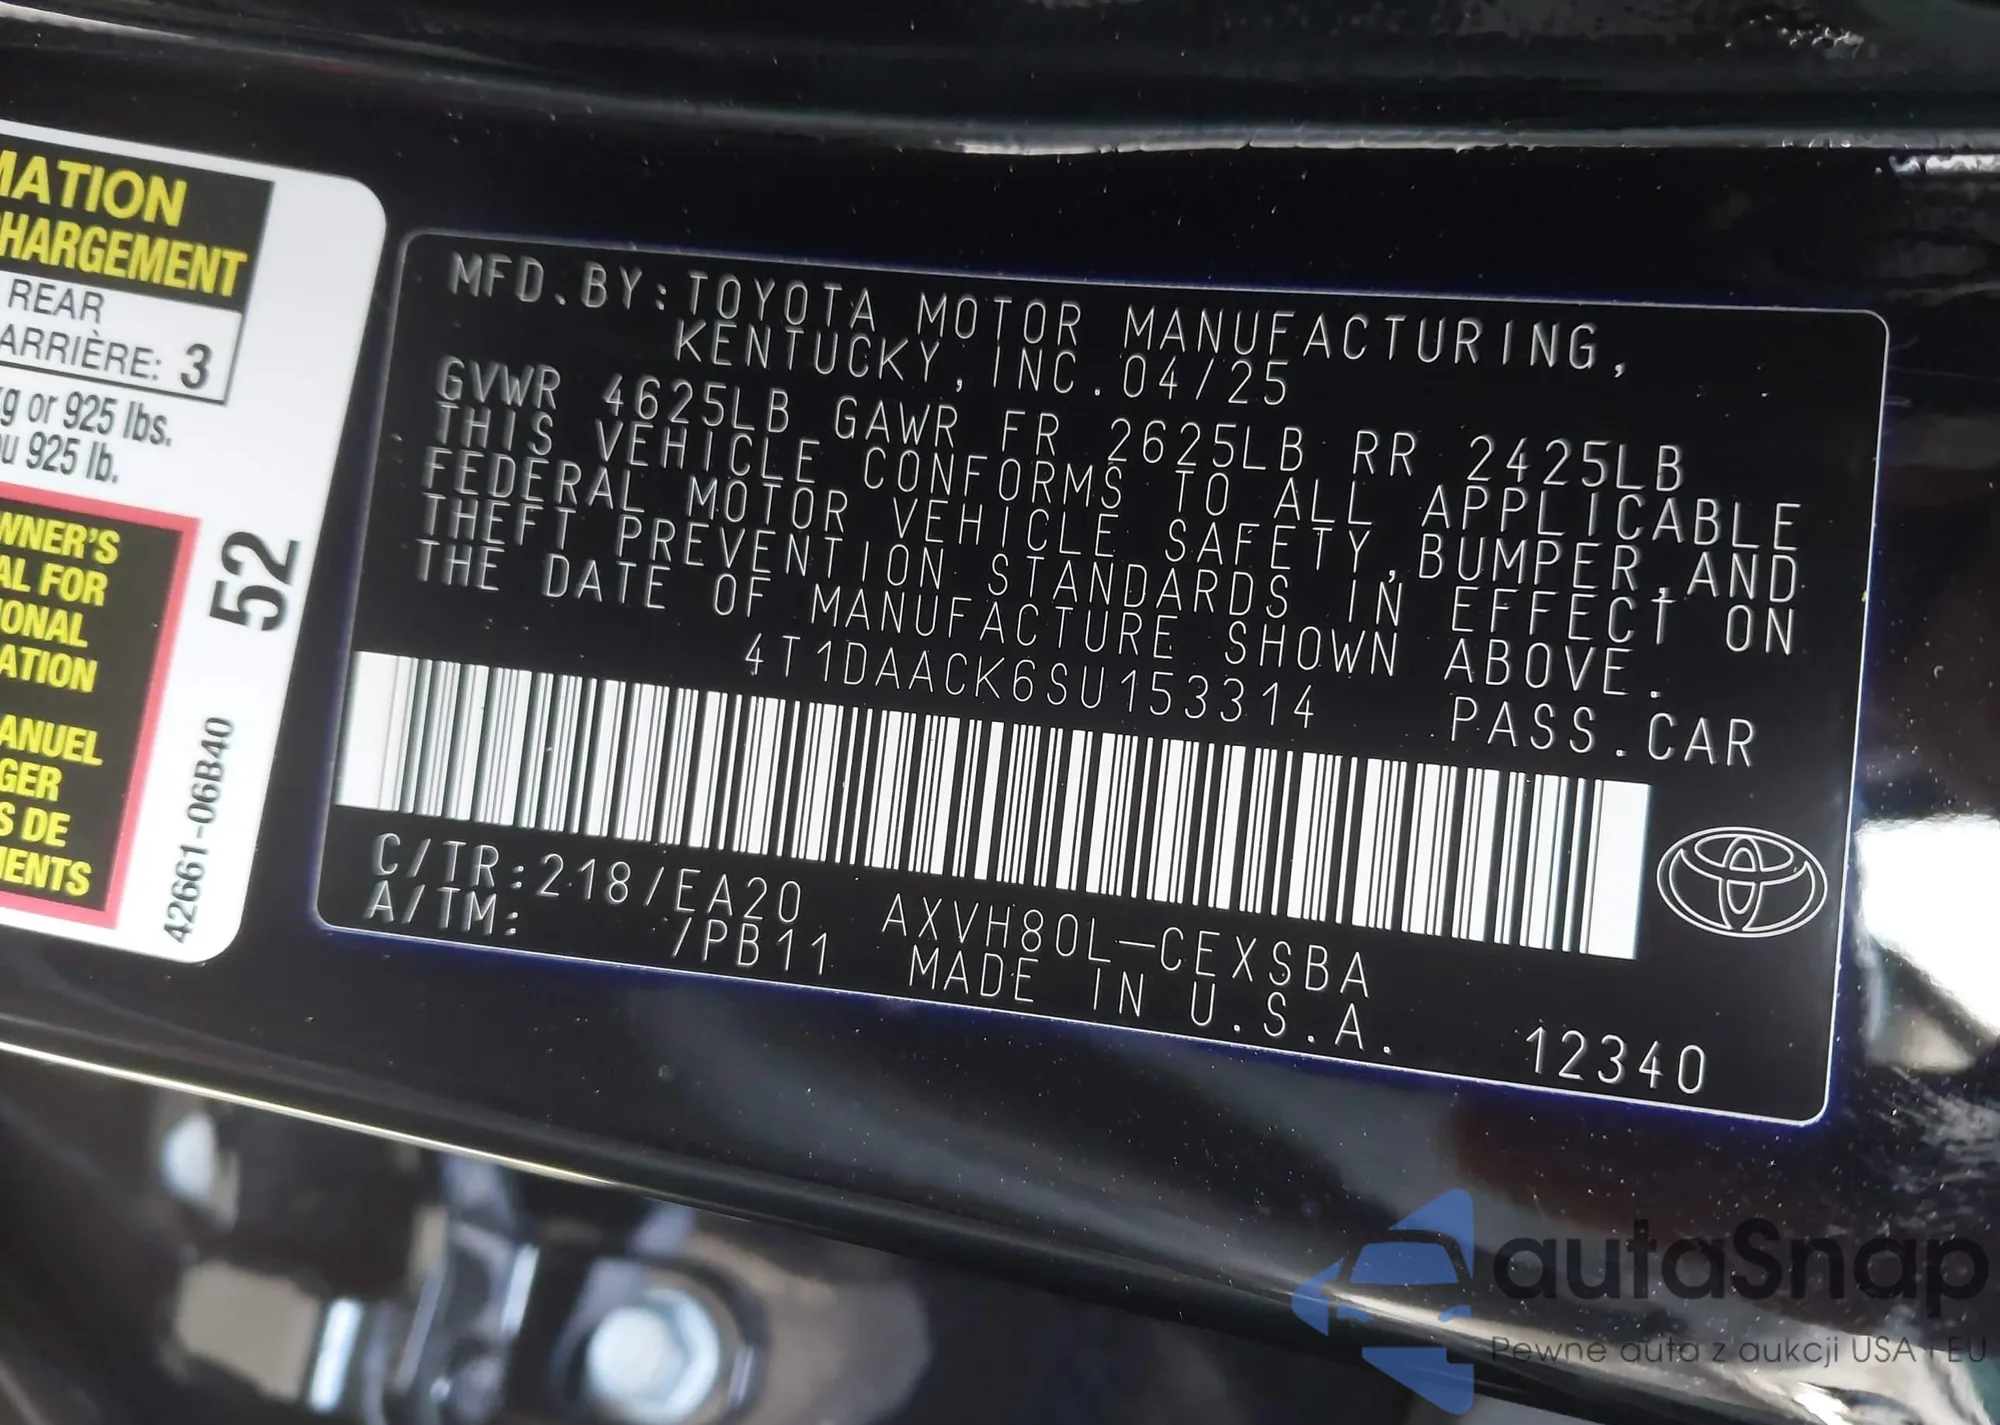 MATION
HARGEMENT
REAR
ARRIÈRE: 3
g or 925 lbs.
u 925 lb.
WNER'S
AL FOR
ONAL
ATION
ANUEL
GER
S DE
MENTS
52
42661-06B40
MFD.BY:TOYOTA MOTOR MANUFACTURING,
KENTUCKY,INC.04/25
GVWR 4625LB GAWR FR 2625LB RR 2425LB
THIS VEHICLE CONFORMS TO ALL APPLICABLE
FEDERAL MOTOR VEHICLE SAFETY,BUMPER,AND
THEFT PREVENTION STANDARDS IN EFFECT ON
THE DATE OF MANUFACTURE SHOWN ABOVE.
4T1DAACK6SU153314 PASS.CAR
C/TR:218/EA20 AXVH80L-CEXSBA
A/TM: /PB11 MADE IN U.S.A.
12340
autaSnap
Pewne auta z aukcji USA i EU